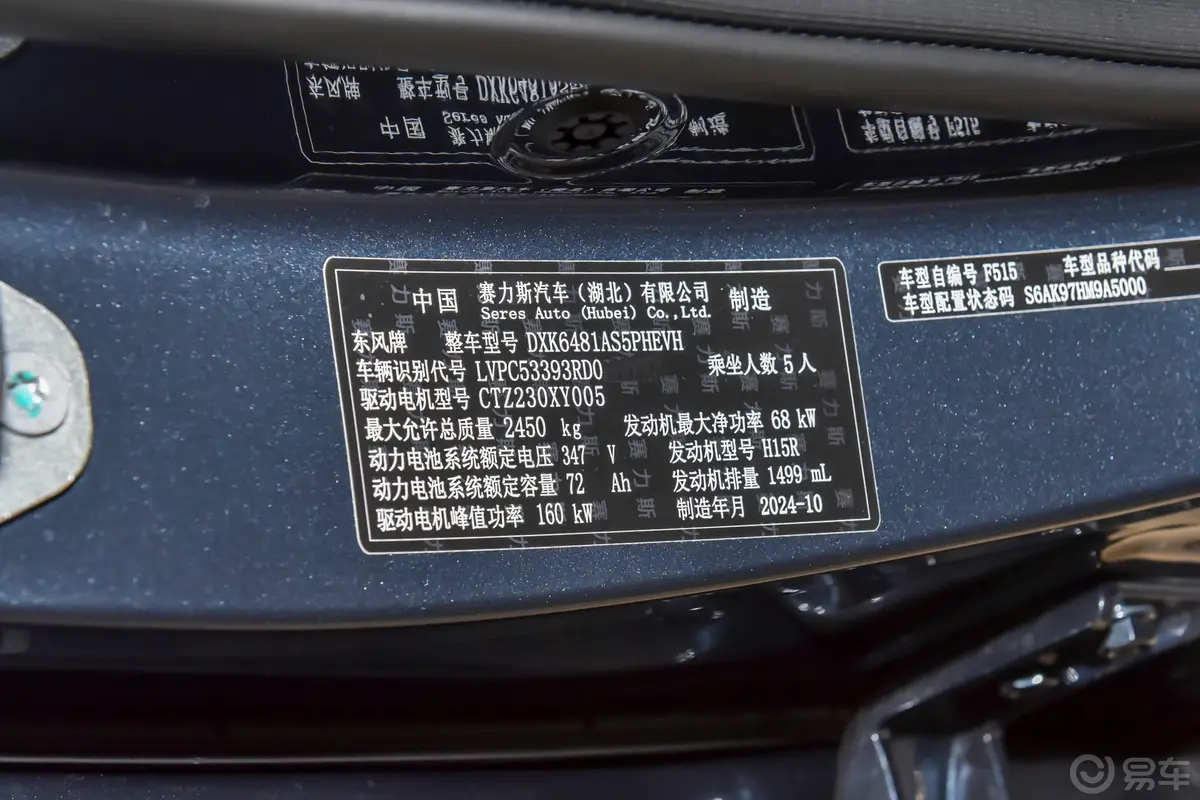 中国 赛力斯汽车（湖北）有限公司 制造
Seres Auto (Hubei) Co.,Ltd.
东风牌 整车型号 DXK6481AS5PHEVH
车辆识别代号 LVPC53393RD0 乘坐人数 5 人
驱动电机型号 CTZ230XY005
最大允许总质量 2450 kg 发动机最大净功率 68 kW
动力电池系统额定电压 347 V 发动机型号 H15R
动力电池系统额定容量 72 Ah 发动机排量 1499 mL
驱动电机峰值功率 160 kW 制造年月 2024-10
车型自编号 F515 车型品种代码
车型配置状态码 S6AK97HM9A5000
易车